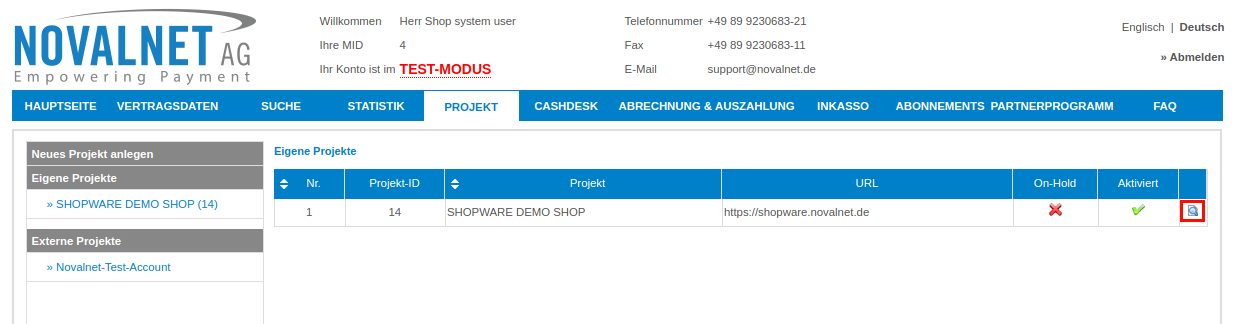 NOVALNET AG
Empowering Payment
Willkommen Herr Shop system user
Ihre MID 4
Ihr Konto ist im TEST-MODUS
Telefonnummer +49 89 9230683-21
Fax +49 89 9230683-11
E-Mail support@novalnet.de
Englisch | Deutsch
» Abmelden
HAUPTSEITE VERTRAGSDATEN SUCHE STATISTIK PROJEKT CASHDESK ABRECHNUNG & AUSZAHLUNG INKASSO ABONNEMENTS PARTNERPROGRAMM FAQ
Neues Projekt anlegen
Eigene Projekte
» SHOPWARE DEMO SHOP (14)
Externe Projekte
» Novalnet-Test-Account
Eigene Projekte
Nr. Projekt-ID Projekt URL On-Hold Aktiviert
1 14 SHOPWARE DEMO SHOP https://shopware.novalnet.de